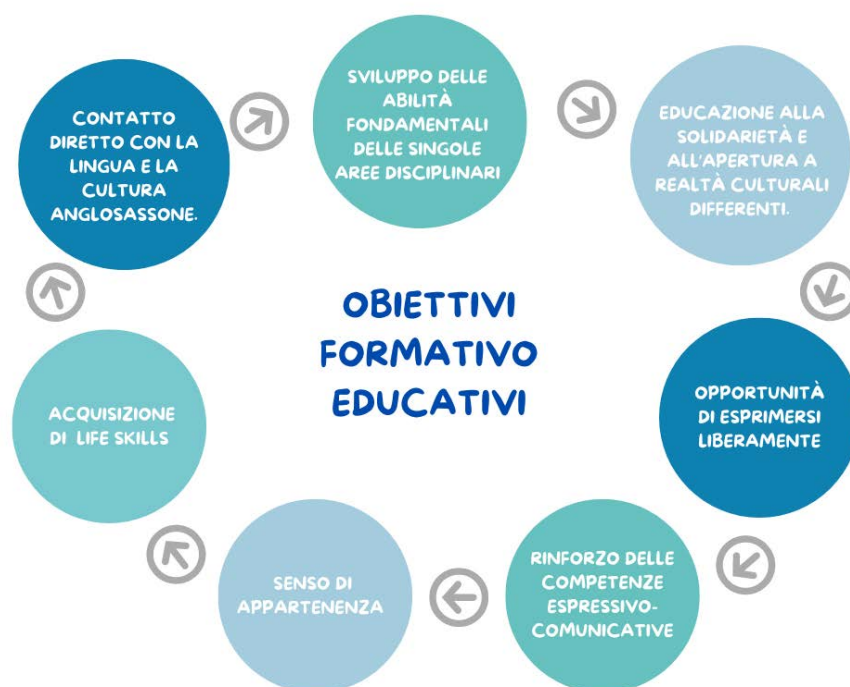 CONTATTO
DIRETTO CON LA
LINGUA E LA
CULTURA
ANGLOSASSONE.
SVILUPPO DELLE
ABILITÀ
FONDAMENTALI
DELLE SINGOLE
AREE DISCIPLINARI
EDUCAZIONE ALLA
SOLIDARIETÀ E
ALL'APERTURA A
REALTÀ CULTURALI
DIFFERENTI.
OBIETTIVI
FORMATIVO
EDUCATIVI
OPPORTUNITÀ
DI ESPRIMERSI
LIBERAMENTE
RINFORZO DELLE
COMPETENZE
ESPRESSIVO-
COMUNICATIVE
SENSO DI
APPARTENENZA
ACQUISIZIONE
DI LIFE SKILLS